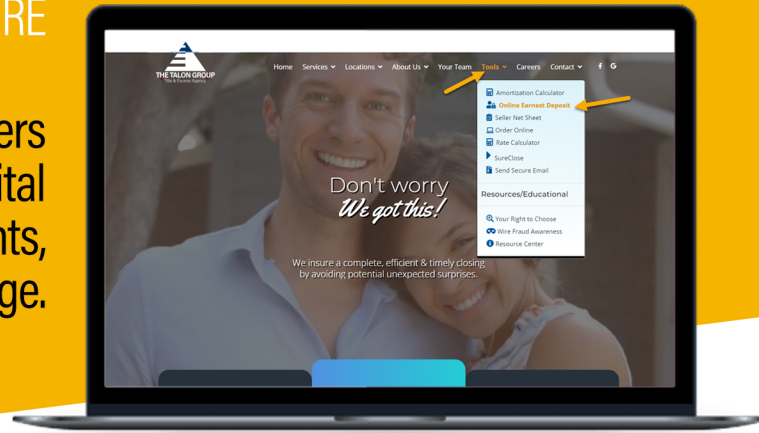 RE
ers
ital
nts,
ge.
THE TALON GROUP
Title & Escrow Agency
Home Services Locations About Us Your Team Tools Careers Contact f G
Amortization Calculator
Online Earnest Deposit
Seller Net Sheet
Order Online
Rate Calculator
SureClose
Send Secure Email
Resources/Educational
Your Right to Choose
Wire Fraud Awareness
Resource Center
Don't worry
We got this!
We insure a complete, efficient & timely closing
by avoiding potential unexpected surprises.